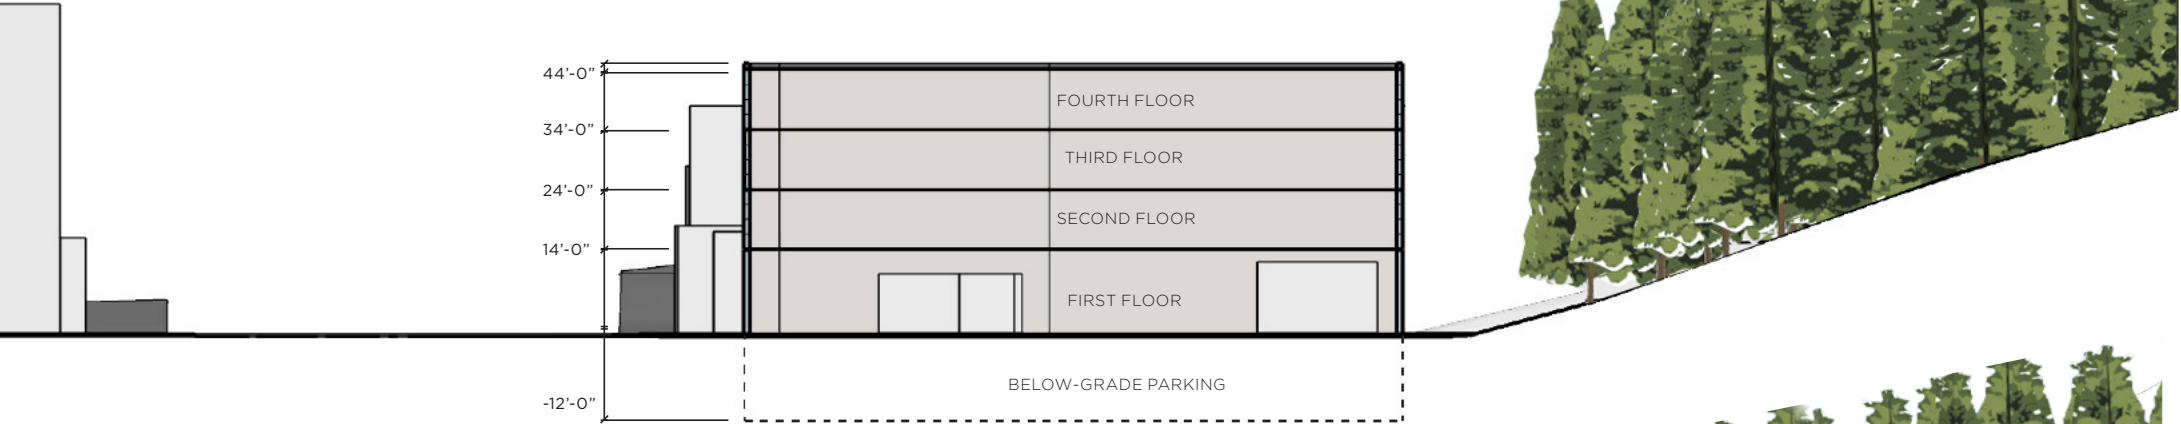 44'-0"
FOURTH FLOOR
34'-0"
THIRD FLOOR
24'-0"
SECOND FLOOR
14'-0"
FIRST FLOOR
BELOW-GRADE PARKING
-12'-0"